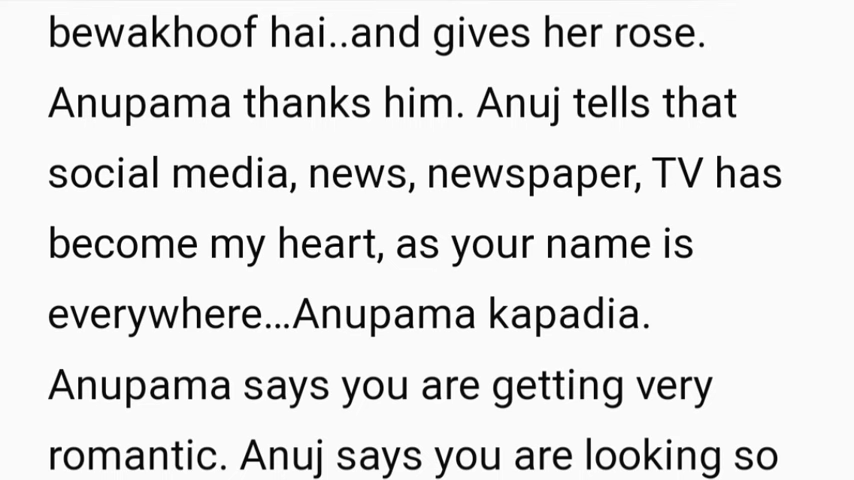 bewakhoof hai..and gives her rose.
Anupama thanks him. Anuj tells that
social media, news, newspaper, TV has
become my heart, as your name is
everywhere…Anupama kapadia.
Anupama says you are getting very
romantic. Anuj says you are looking so